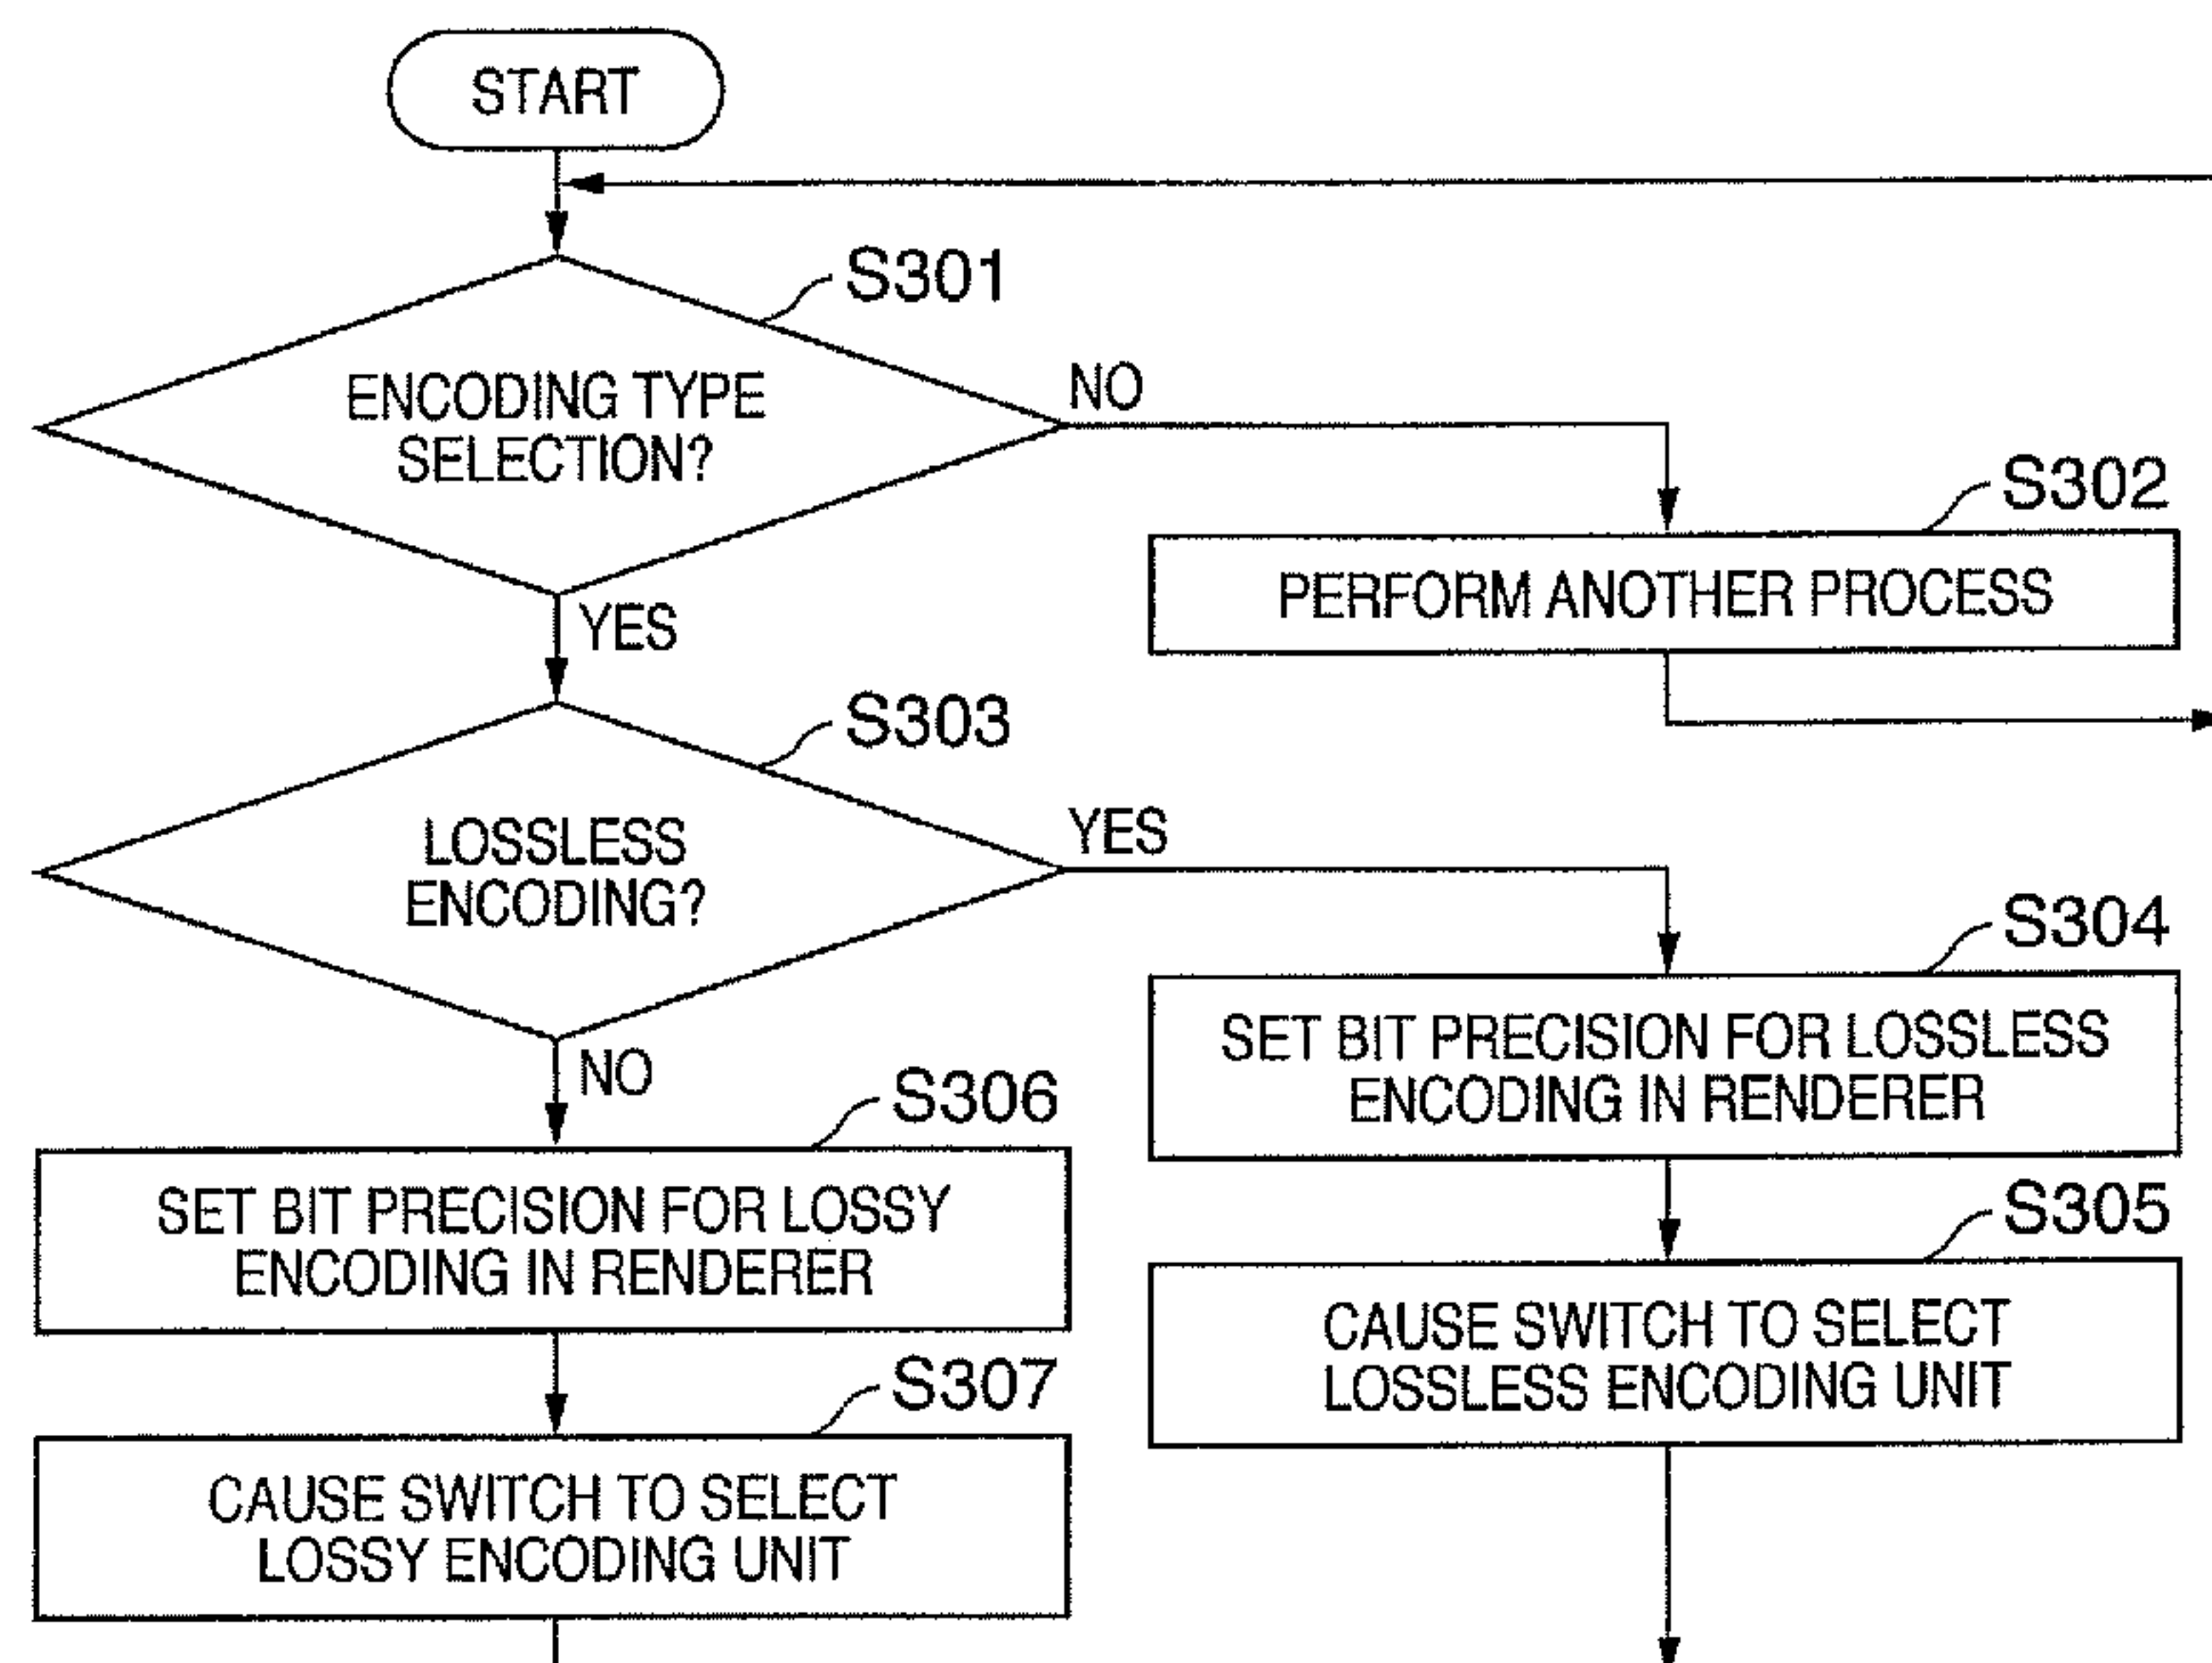 START
S301
ENCODING TYPE
SELECTION?
NO
S302
PERFORM ANOTHER PROCESS
YES
S303
LOSSLESS
ENCODING?
YES
S304
SET BIT PRECISION FOR LOSSLESS
ENCODING IN RENDERER
NO
S306
SET BIT PRECISION FOR LOSSY
ENCODING IN RENDERER
S305
CAUSE SWITCH TO SELECT
LOSSLESS ENCODING UNIT
S307
CAUSE SWITCH TO SELECT
LOSSY ENCODING UNIT